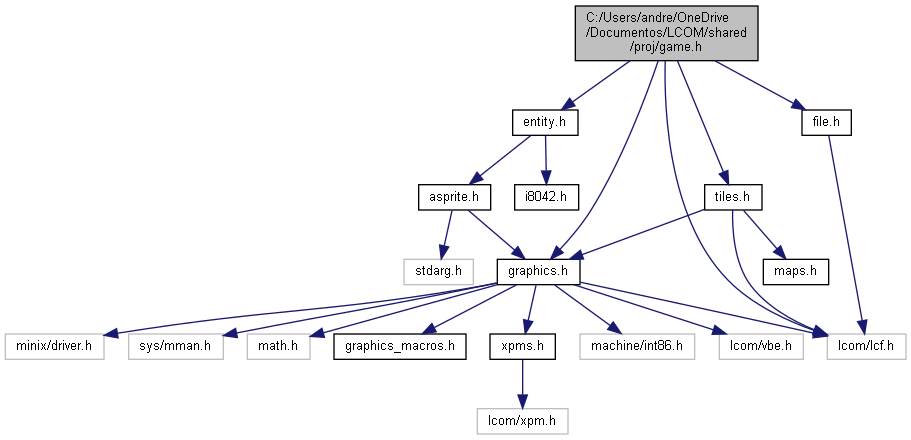 C:/Users/andre/OneDrive
/Documentos/LCOM/shared
/proj/game.h
entity.h
file.h
asprite.h
i8042.h
tiles.h
stdarg.h
graphics.h
maps.h
minix/driver.h
sys/mman.h
math.h
graphics_macros.h
xpms.h
machine/int86.h
lcom/vbe.h
lcom/lcf.h
lcom/xpm.h